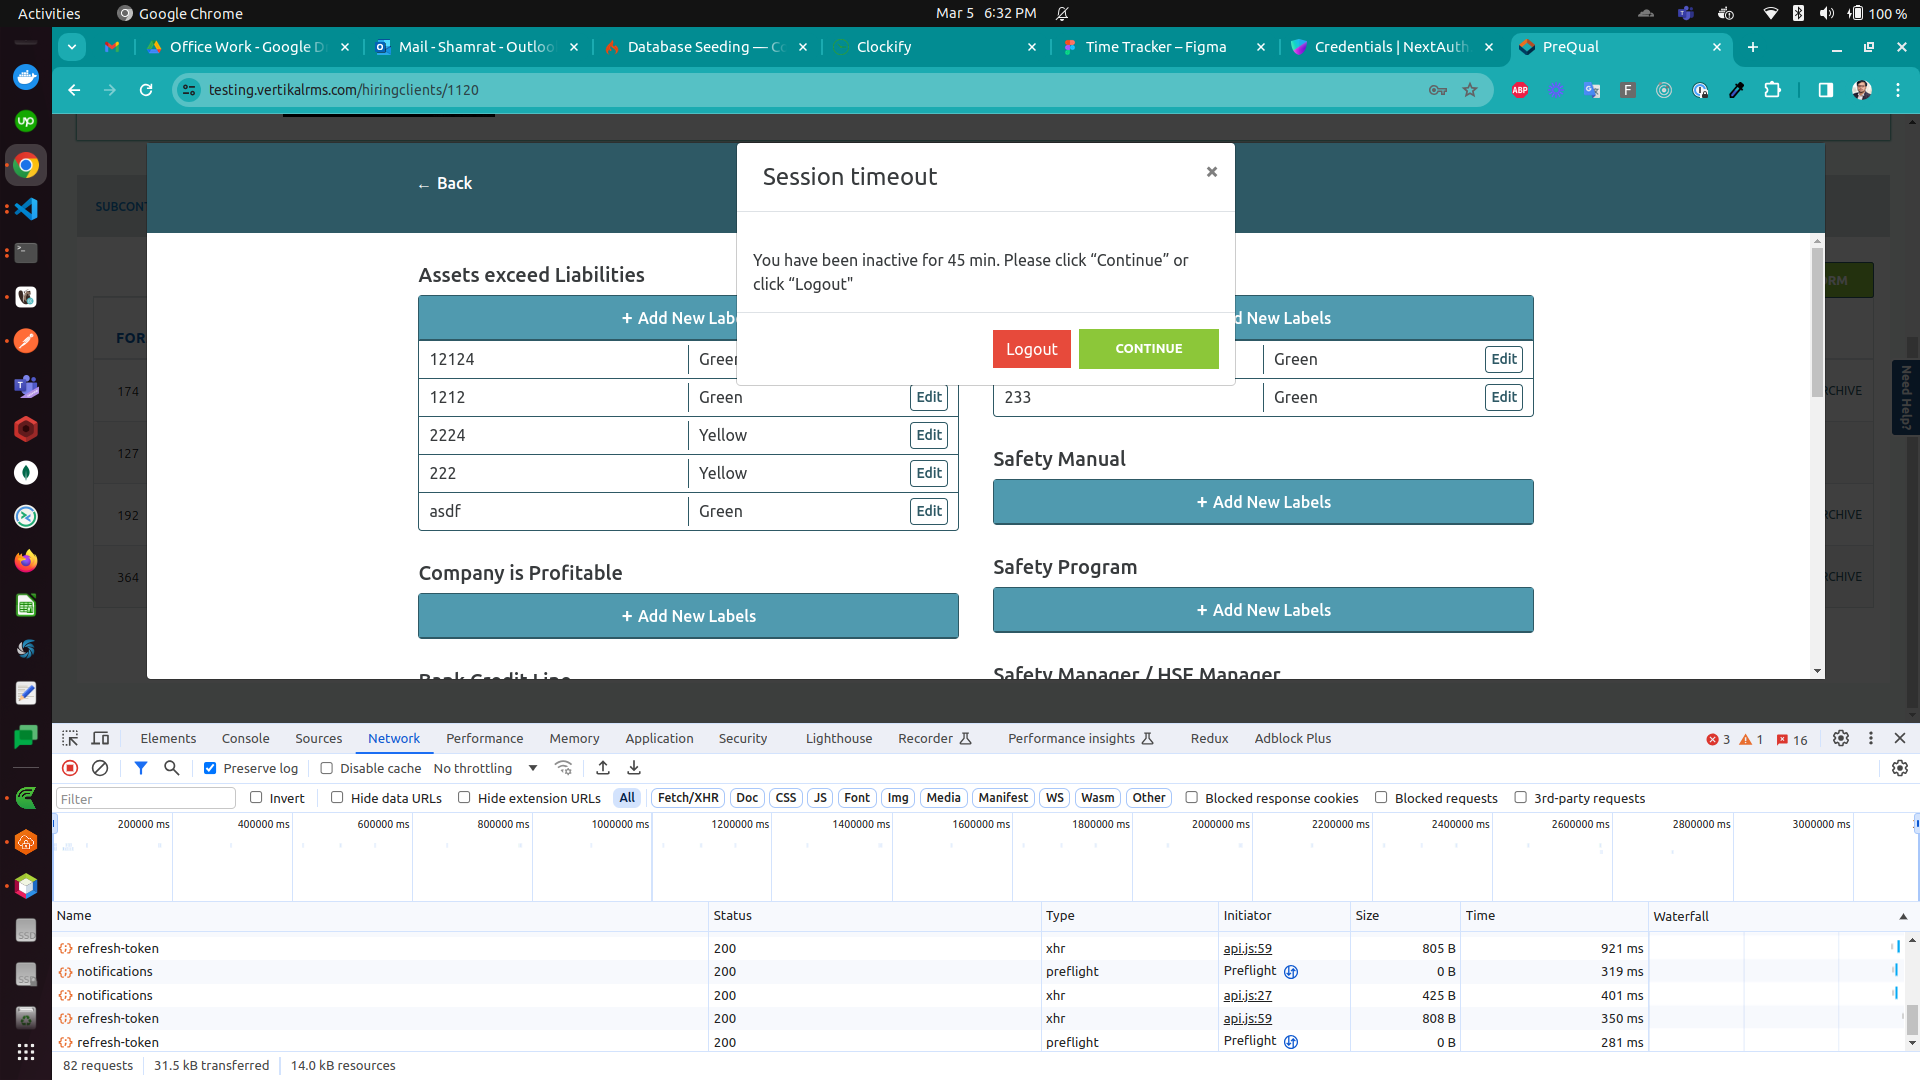 Activities
Google Chrome
Mar 5 6:32 PM
100 %
Office Work - Google D
Mail - Shamrat - Outloo
Database Seeding — Co
Clockify
Time Tracker – Figma
Credentials | NextAuth
PreQual
testing.vertikalrms.com/hiringclients/1120
ABP
F
up
← Back
Session timeout
×
You have been inactive for 45 min. Please click “Continue” or
click “Logout"
Logout
CONTINUE
SUBCONT
FOR
174
127
192
364
RM
RCHIVE
RCHIVE
RCHIVE
Need Help?
Assets exceed Liabilities
+ Add New Labe
12124
Green
1212
Green
Edit
2224
Yellow
Edit
222
Yellow
Edit
asdf
Green
Edit
Company is Profitable
+ Add New Labels
Bank Credit Line
d New Labels
Green
Edit
233
Green
Edit
Safety Manual
+ Add New Labels
Safety Program
+ Add New Labels
Safety Manager / HSE Manager
Elements
Console
Sources
Network
Performance
Memory
Application
Security
Lighthouse
Recorder
Performance insights
Redux
Adblock Plus
3
1
16
Preserve log
Disable cache
No throttling
Filter
Invert
Hide data URLs
Hide extension URLs
All
Fetch/XHR
Doc
CSS
JS
Font
Img
Media
Manifest
WS
Wasm
Other
Blocked response cookies
Blocked requests
3rd-party requests
200000 ms
400000 ms
600000 ms
800000 ms
1000000 ms
1200000 ms
1400000 ms
1600000 ms
1800000 ms
2000000 ms
2200000 ms
2400000 ms
2600000 ms
2800000 ms
3000000 ms
Name Status Type Initiator Size Time Waterfall
refresh-token 200 xhr api.js:59 805 B 921 ms
notifications 200 preflight Preflight 0 B 319 ms
notifications 200 xhr api.js:27 425 B 401 ms
refresh-token 200 xhr api.js:59 808 B 350 ms
refresh-token 200 preflight Preflight 0 B 281 ms
82 requests
31.5 kB transferred
14.0 kB resources